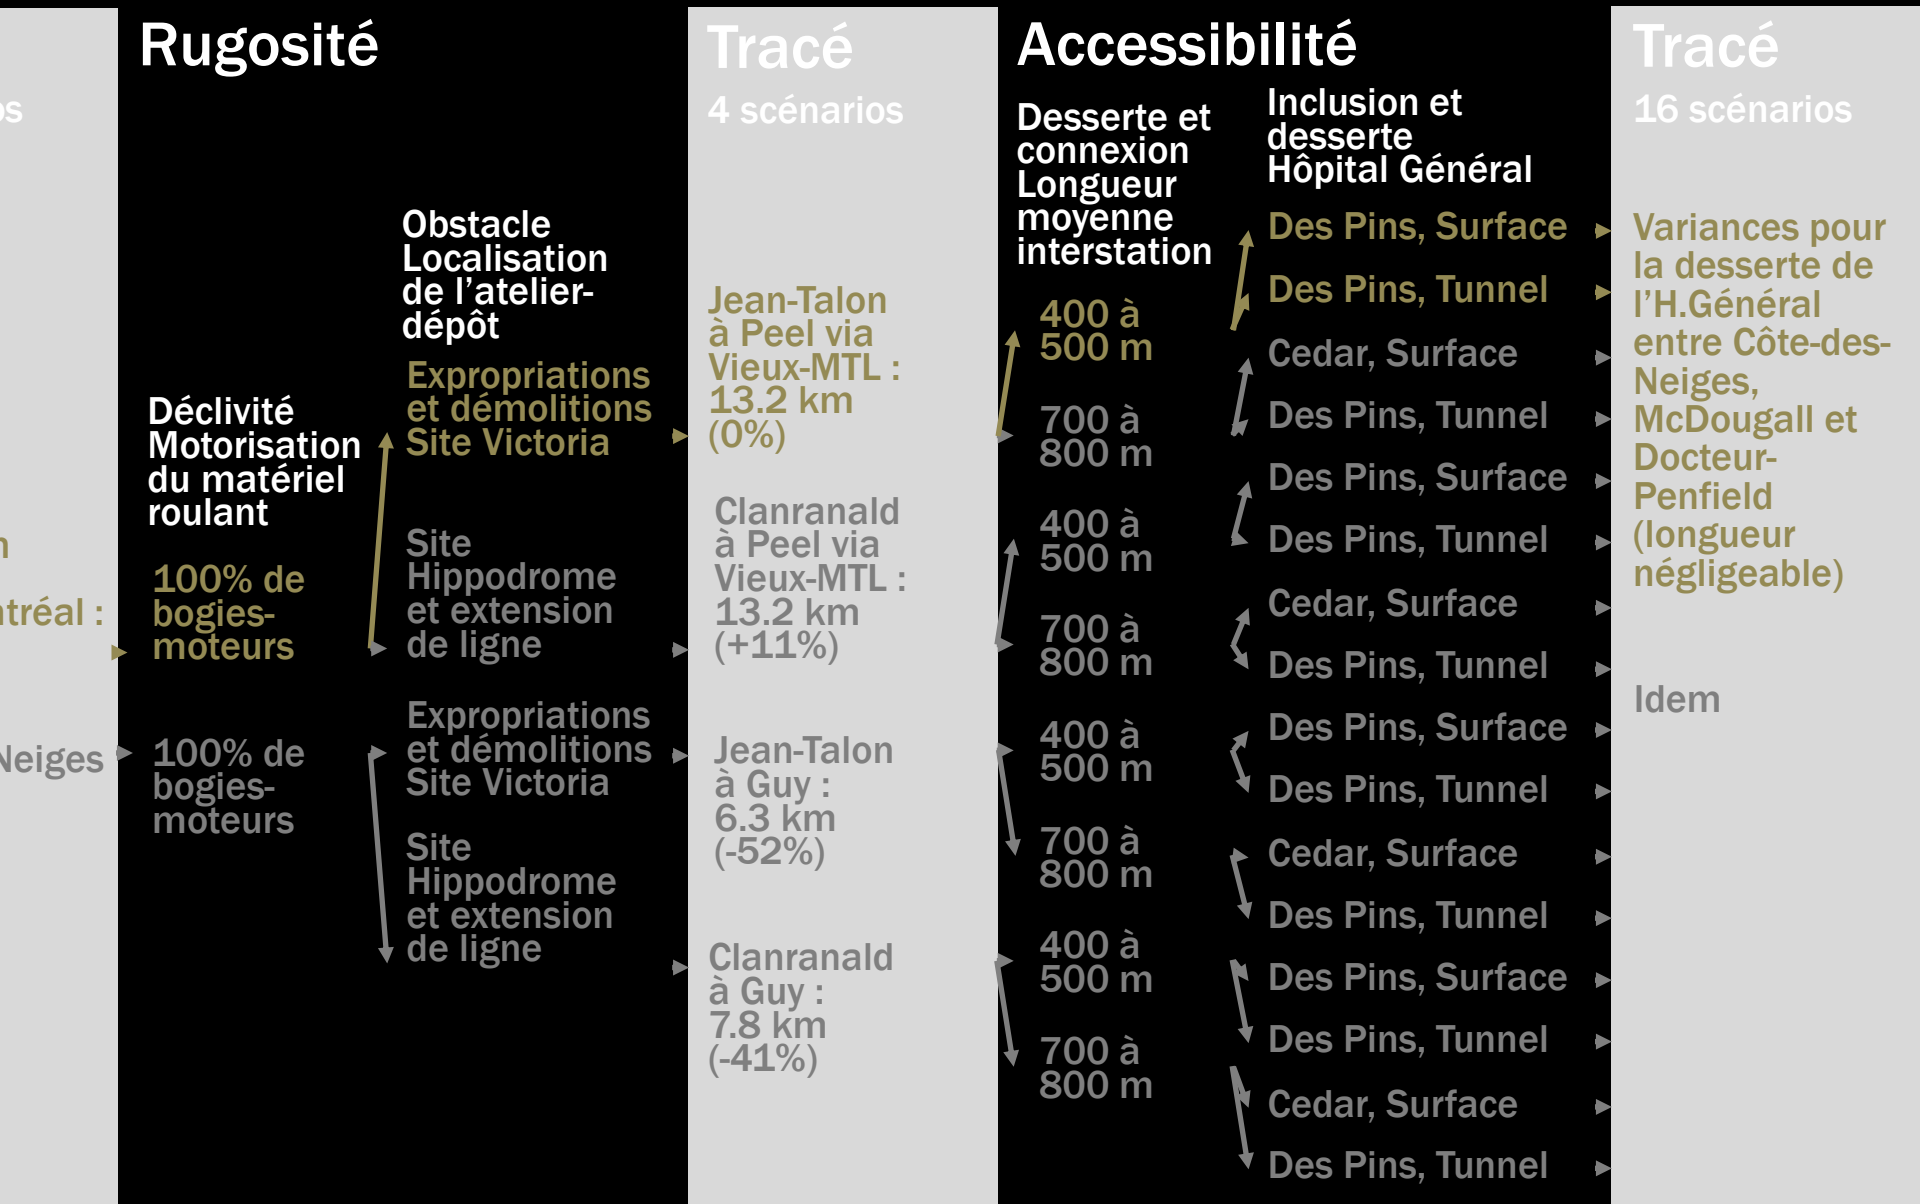 os
n
ntréal :
Neiges
Rugosité
Déclivité
Motorisation
du matériel
roulant
100% de
bogies-
moteurs
100% de
bogies-
moteurs
Obstacle
Localisation
de l’atelier-
dépôt
Expropriations
et démolitions
Site Victoria
Site
Hippodrome
et extension
de ligne
Expropriations
et démolitions
Site Victoria
Site
Hippodrome
et extension
de ligne
Tracé
4 scénarios
Jean-Talon
à Peel via
Vieux-MTL :
13.2 km
(0%)
Clanranald
à Peel via
Vieux-MTL :
13.2 km
(+11%)
Jean-Talon
à Guy :
6.3 km
(-52%)
Clanranald
à Guy :
7.8 km
(-41%)
Accessibilité
Desserte et
connexion
Longueur
moyenne
interstation
400 à
500 m
700 à
800 m
400 à
500 m
700 à
800 m
400 à
500 m
700 à
800 m
400 à
500 m
700 à
800 m
Inclusion et
desserte
Hôpital Général
Des Pins, Surface
Des Pins, Tunnel
Cedar, Surface
Des Pins, Tunnel
Des Pins, Surface
Des Pins, Tunnel
Cedar, Surface
Des Pins, Tunnel
Des Pins, Surface
Des Pins, Tunnel
Cedar, Surface
Des Pins, Tunnel
Des Pins, Surface
Des Pins, Tunnel
Cedar, Surface
Des Pins, Tunnel
Tracé
16 scénarios
Variances pour
la desserte de
l’H.Général
entre Côte-des-
Neiges,
McDougall et
Docteur-
Penfield
(longueur
négligeable)
Idem